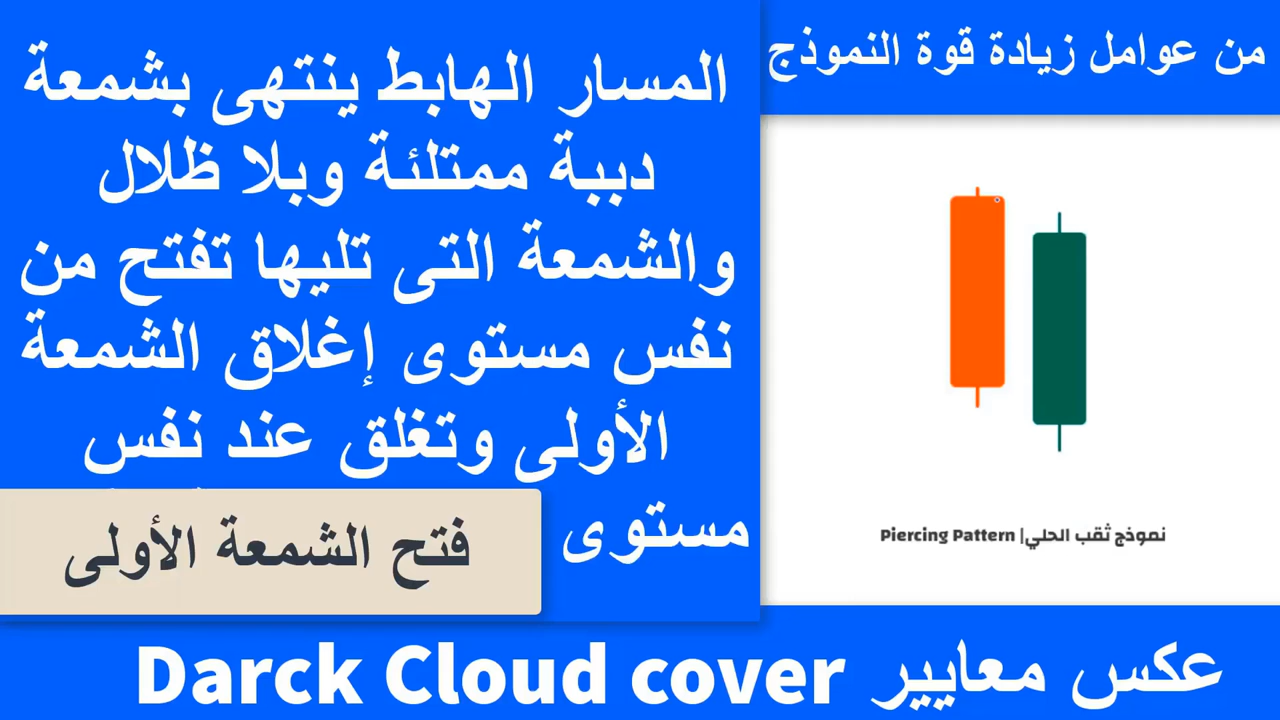 من عوامل زيادة قوة النموذج
المسار الهابط ينتهى بشمعة
دببة ممتلئة وبلا ظلال
والشمعة التى تليها تفتح من
نفس مستوى إغلاق الشمعة
الأولى وتغلق عند نفس
مستوى
فتح الشمعة الأولى
نموذج ثقب الحلي| Piercing Pattern
عكس معايير Darck Cloud cover